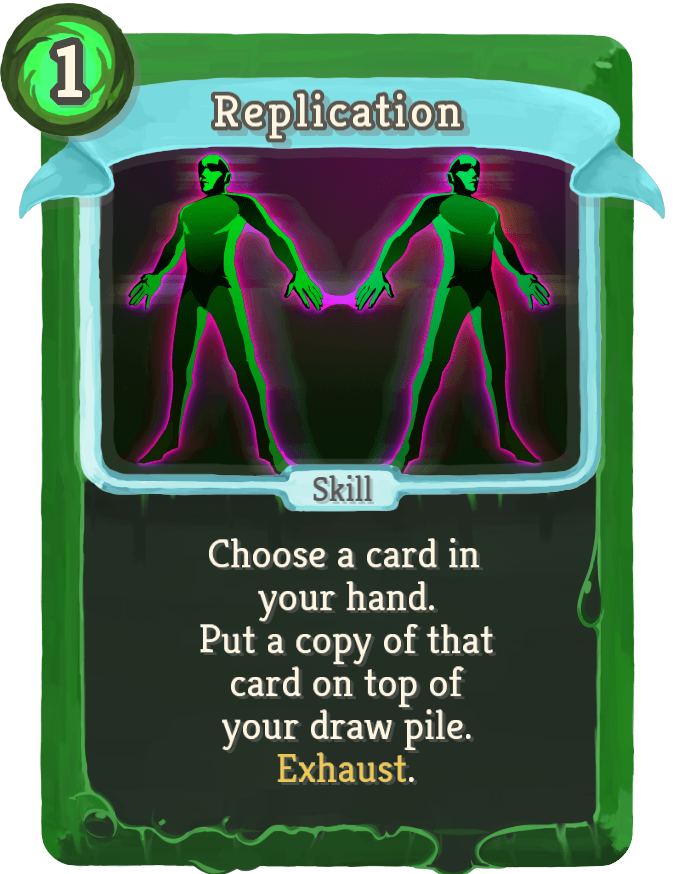 1
Replication
Skill
Choose a card in
your hand.
Put a copy of that
card on top of
your draw pile.
Exhaust.